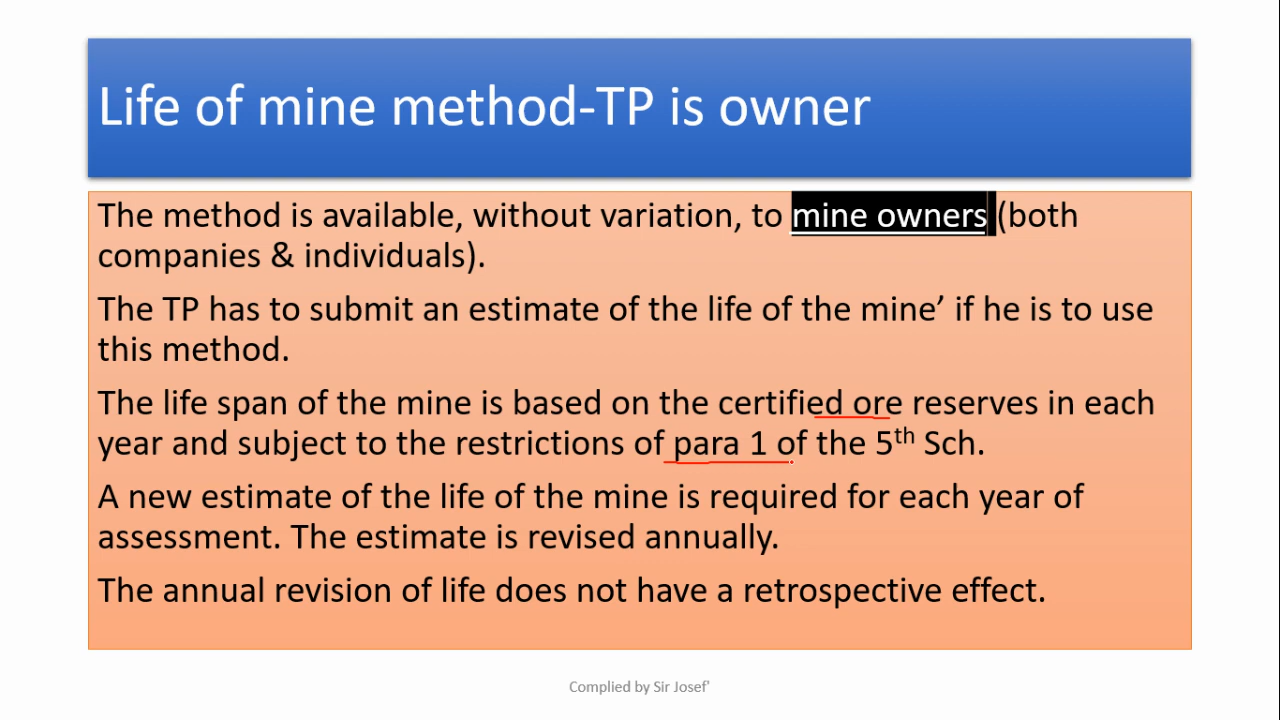 Life of mine method-TP is owner
The method is available, without variation, to mine owners (both
companies & individuals).
The TP has to submit an estimate of the life of the mine’ if he is to use
this method.
The life span of the mine is based on the certified ore reserves in each
year and subject to the restrictions of para 1 of the 5th Sch.
A new estimate of the life of the mine is required for each year of
assessment. The estimate is revised annually.
The annual revision of life does not have a retrospective effect.
Complied by Sir Josef'